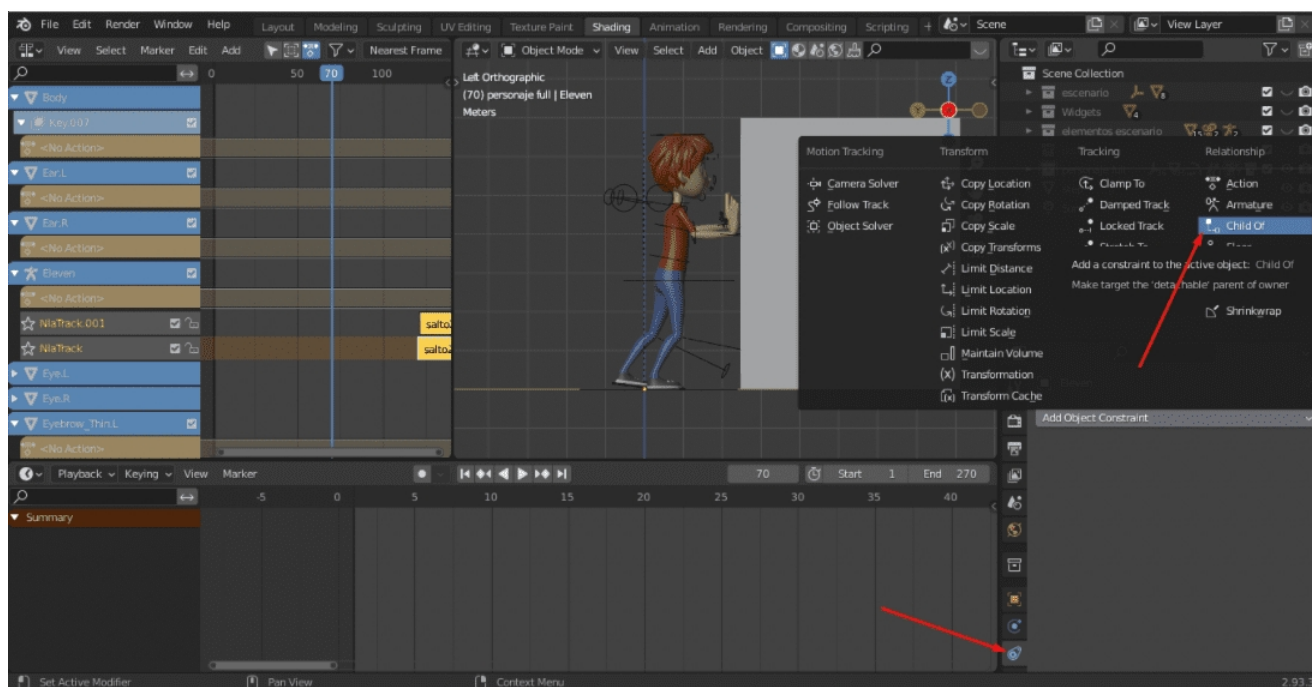 File Edit Render Window Help Layout Modeling Sculpting UV Editing Texture Paint Shading Animation Rendering Compositing Scripting + Scene View Layer
View Select Marker Edit Add Nearest Frame
Object Mode View Select Add Object
0 50 70 100
Left Orthographic
(70) personaje full | Eleven
Meters
Scene Collection
escenario
Widgets
elementos escenario
Body
Key.007
<No Action>
Ear.L
<No Action>
Ear.R
<No Action>
Eleven
<No Action>
NlaTrack.001
salto
NlaTrack
salto
Eye.L
Eye.R
Eyebrow_Thin.L
<No Action>
Motion Tracking Transform Tracking Relationship
Camera Solver Copy Location Clamp To Action
Follow Track Copy Rotation Damped Track Armature
Object Solver Copy Scale Locked Track Child Of
Copy Transforms
Limit Distance
Limit Location
Limit Rotation Shrinkwrap
Limit Scale
Maintain Volume
Transformation
Transform Cache
Add a constraint to the active object: Child Of
Make target the 'detachable' parent of owner
Eleven
Add Object Constraint
Playback Keying View Marker 70 Start 1 End 270
-5 0 5 10 15 20 25 30 35 40
Summary
Set Active Modifier Pan View Context Menu 2.93.